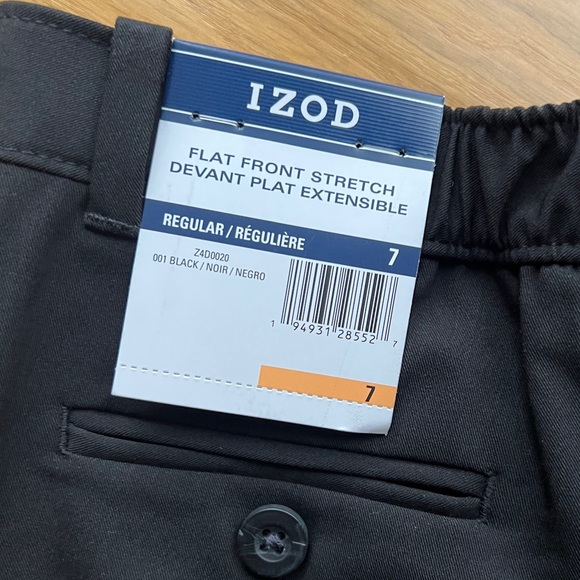 IZOD
FLAT FRONT STRETCH
DEVANT PLAT EXTENSIBLE
REGULAR / RÉGULIÈRE 7
Z4D0020
001 BLACK / NOIR / NEGRO
1 94931 28552 7
7